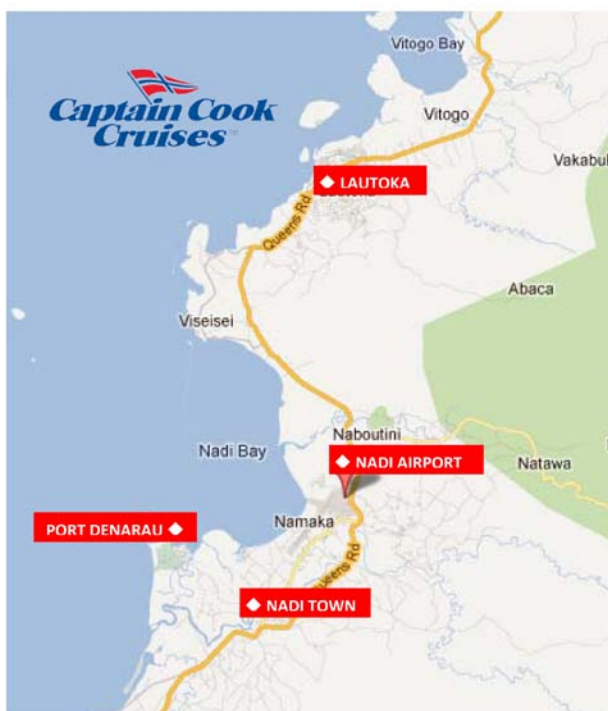 Vitogo Bay
Captain Cook
Cruises™
Vitogo
Vakabul
LAUTOKA
Queens Rd
Abaca
Viseisei
Naboutini
Nadi Bay
NADI AIRPORT
Natawa
PORT DENARAU
Namaka
Queens Rd
NADI TOWN